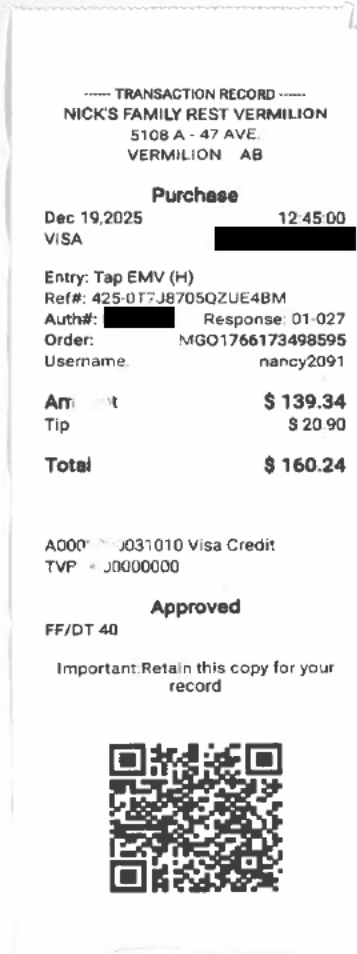 ------ TRANSACTION RECORD ------
NICK'S FAMILY REST VERMILION
5108 A - 47 AVE.
VERMILION AB
Purchase
Dec 19,2025 12:45:00
VISA
Entry: Tap EMV (H)
Ref#: 425-0T7J8705QZUE4BM
Auth#: Response: 01-027
Order: MGO1766173498595
Username. nancy2091
$ 139.34
Tip $ 20.90
Total $ 160.24
Visa Credit
TVP
Approved
FF/DT 40
Important:Retain this copy for your
record